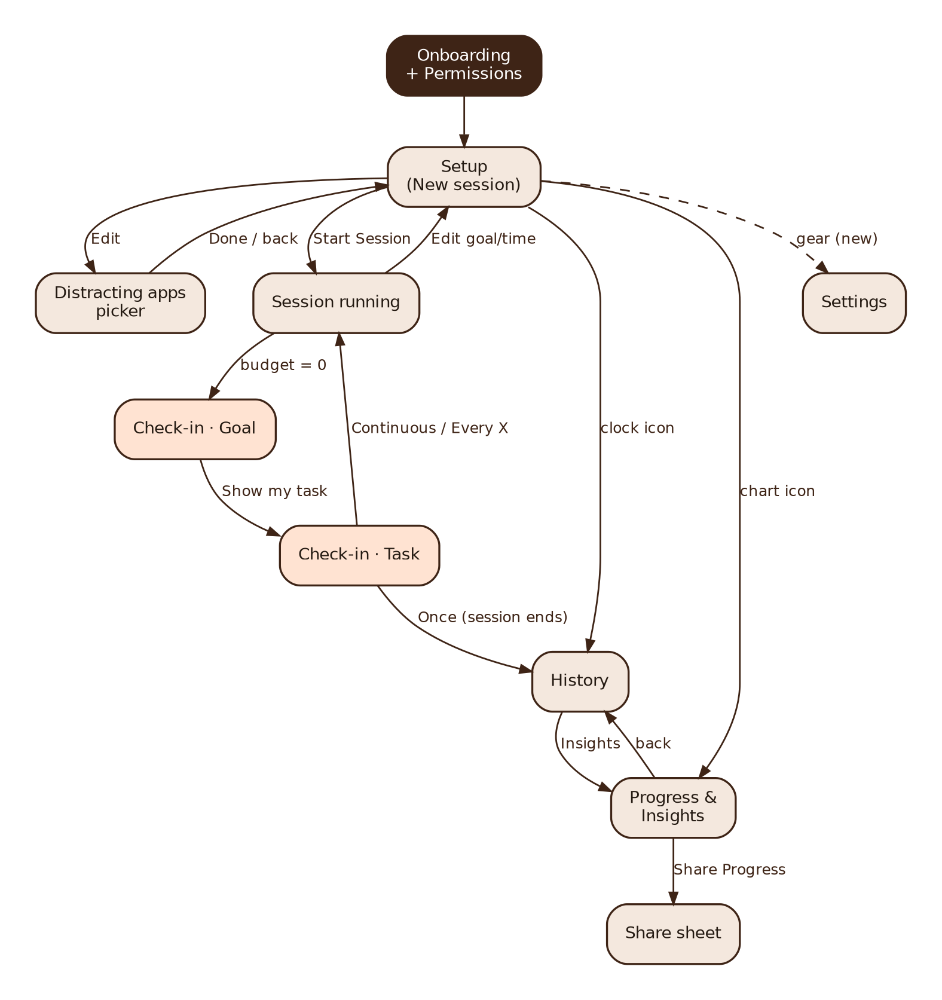 Onboarding
+ Permissions
Setup
(New session)
Edit
Done / back
Start Session
Edit goal/time
gear (new)
Distracting apps
picker
Session running
Settings
budget = 0
Check-in · Goal
Continuous / Every X
clock icon
Show my task
chart icon
Check-in · Task
Once (session ends)
History
Insights
back
Progress &
Insights
Share Progress
Share sheet